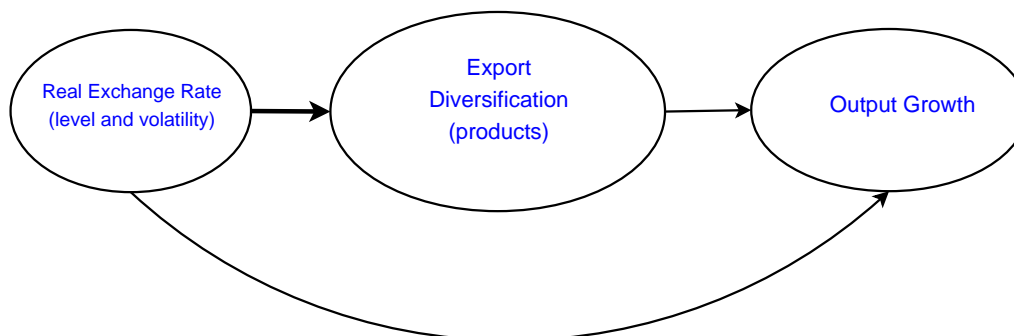 Real Exchange Rate
(level and volatility)
Export
Diversification
(products)
Output Growth